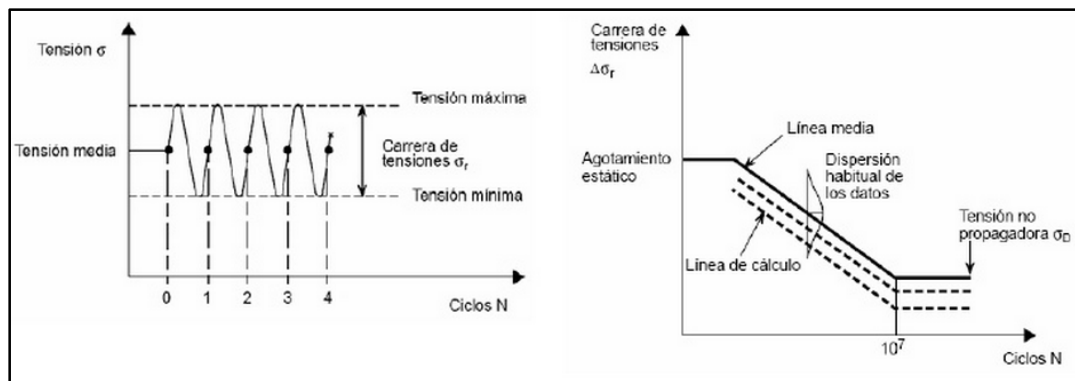 Tensión σ
Tensión máxima
Tensión media
Carrera de
tensiones σr
Tensión mínima
0 1 2 3 4
Ciclos N
Carrera de
tensiones
Δσr
Línea media
Agotamiento
estático
Dispersión
habitual de
los datos
Tensión no
propagadora σD
Línea de cálculo
10⁷
Ciclos N